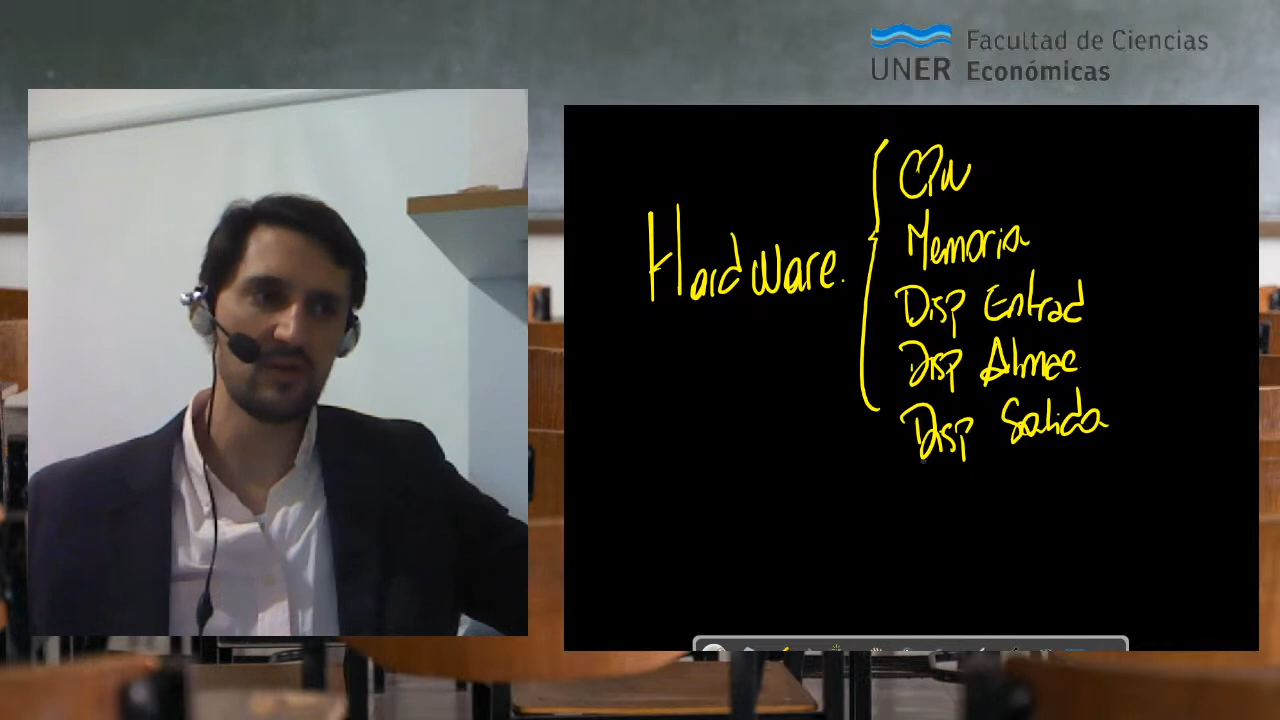 Facultad de Ciencias
UNER Económicas
CPU
Memoria
Hardware.
Disp Entrad
Disp Almac
Disp Salida